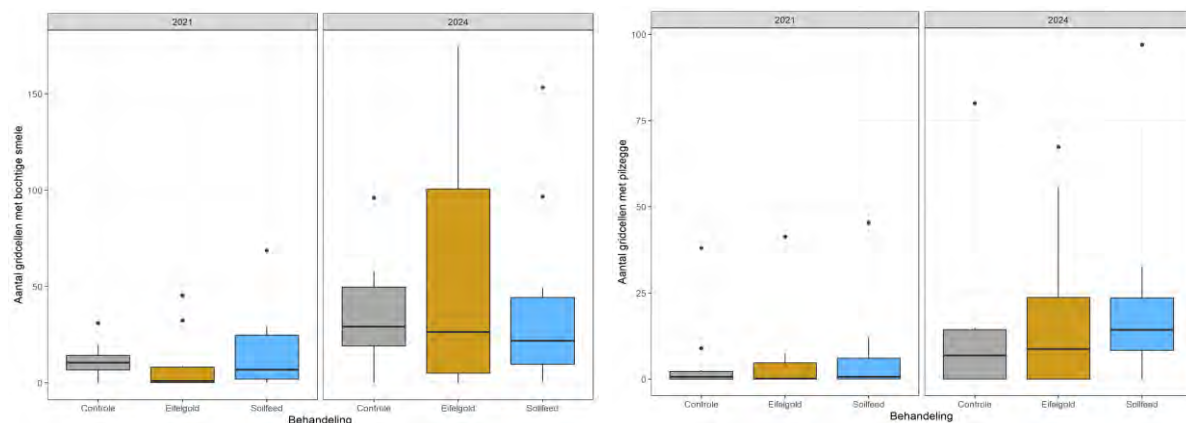 2021
2024
Aantal gridcellen met bochtige smele
150
100
50
0
Controle
Eifelgold
Soilfeed
Controle
Eifelgold
Soilfeed
Behandeling
2021
2024
Aantal gridcellen met pilzegge
100
75
50
25
0
Controle
Eifelgold
Soilfeed
Controle
Eifelgold
Soilfeed
Behandeling